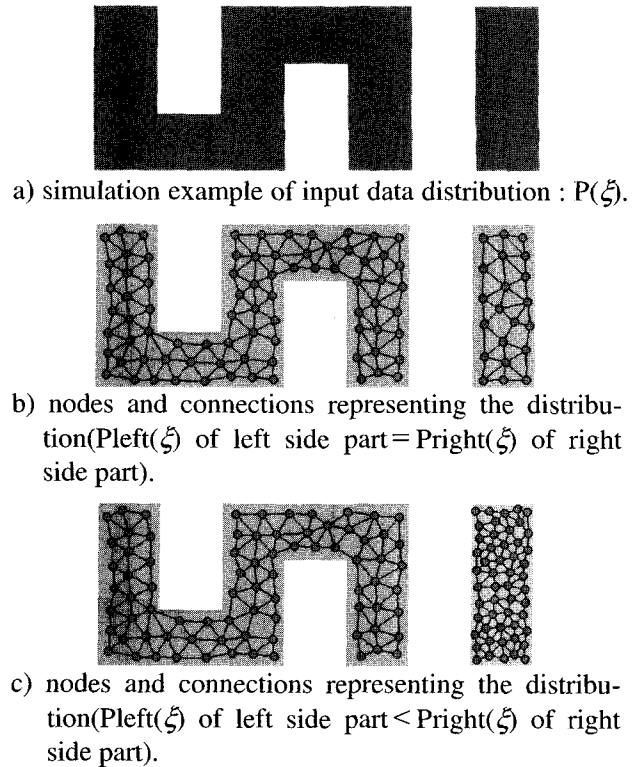 a) simulation example of input data distribution : P(ξ).
b) nodes and connections representing the distribu-
tion(Pleft(ξ) of left side part=Pright(ξ) of right
side part).
c) nodes and connections representing the distribu-
tion(Pleft(ξ) of left side part<Pright(ξ) of right
side part).